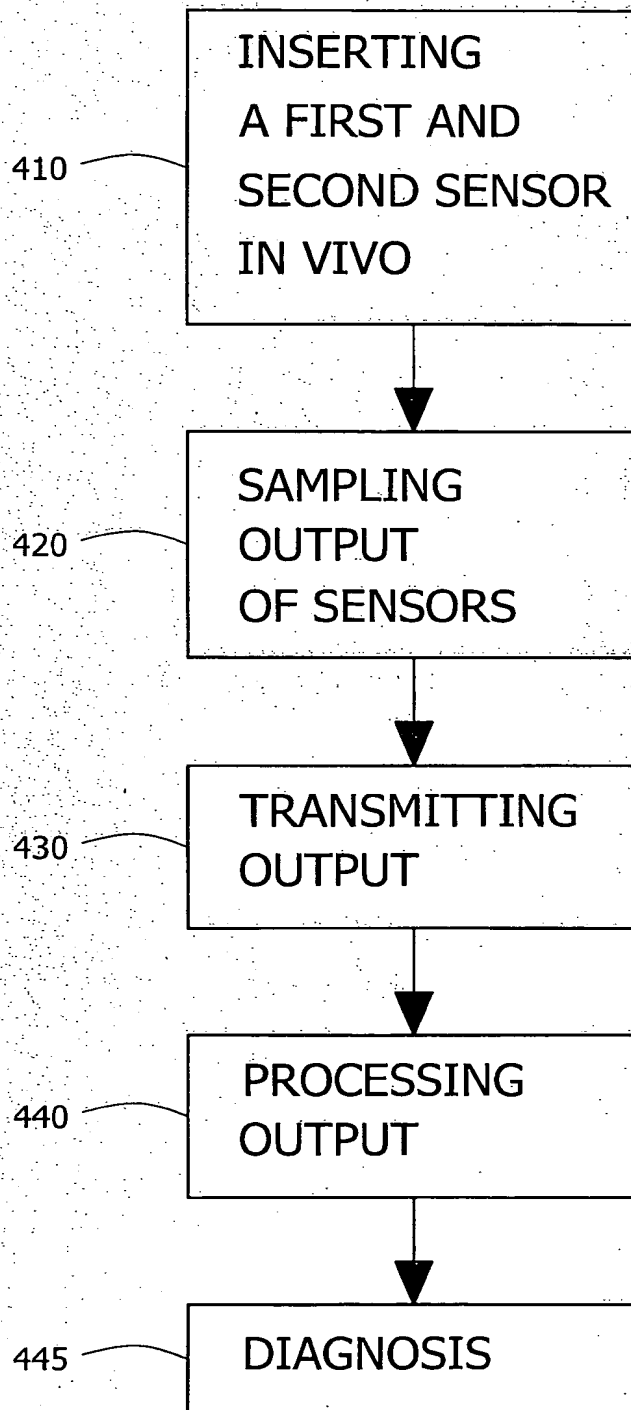 INSERTING
A FIRST AND
410
SECOND SENSOR
IN VIVO
SAMPLING
420
OUTPUT
OF SENSORS
TRANSMITTING
430
OUTPUT
PROCESSING
440
OUTPUT
445
DIAGNOSIS